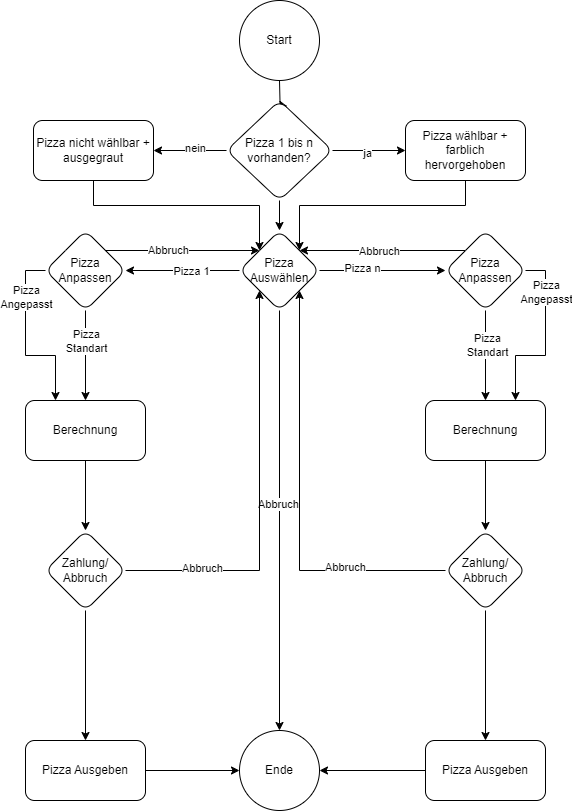 Start
Pizza nicht wählbar +
ausgegraut
nein
Pizza 1 bis n
vorhanden?
ja
Pizza wählbar +
farblich
hervorgehoben
Pizza
Anpassen
Abbruch
Pizza 1
Pizza
Auswählen
Abbruch
Pizza n
Pizza
Anpassen
Pizza
Angepasst
Pizza
Standart
Pizza
Standart
Pizza
Angepasst
Berechnung
Berechnung
Abbruch
Zahlung/
Abbruch
Abbruch
Abbruch
Zahlung/
Abbruch
Pizza Ausgeben
Ende
Pizza Ausgeben